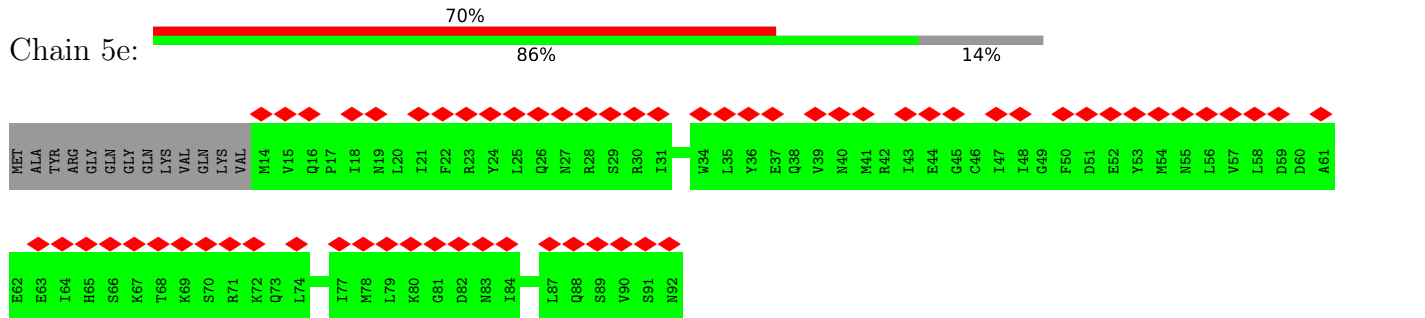 70%
Chain 5e:
86% 14%
MET ALA TYR ARG GLY GLN GLY GLN LYS VAL GLN LYS VAL M14 V15 Q16 P17 I18 N19 L20 I21 F22 R23 Y24 L25 Q26 N27 R28 S29 R30 I31 W34 L35 Y36 E37 Q38 V39 N40 M41 R42 I43 E44 G45 C46 I47 I48 G49 F50 D51 E52 Y53 M54 N55 L56 V57 L58 D59 D60 A61
E62 E63 I64 H65 S66 K67 T68 K69 S70 R71 K72 Q73 L74 I77 M78 L79 K80 G81 D82 N83 I84 L87 Q88 S89 V90 S91 N92